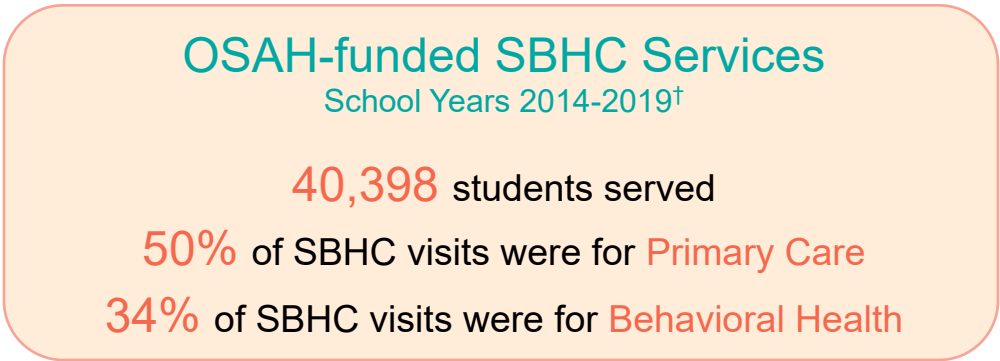 OSAH-funded SBHC Services
School Years 2014-2019†
40,398 students served
50% of SBHC visits were for Primary Care
34% of SBHC visits were for Behavioral Health